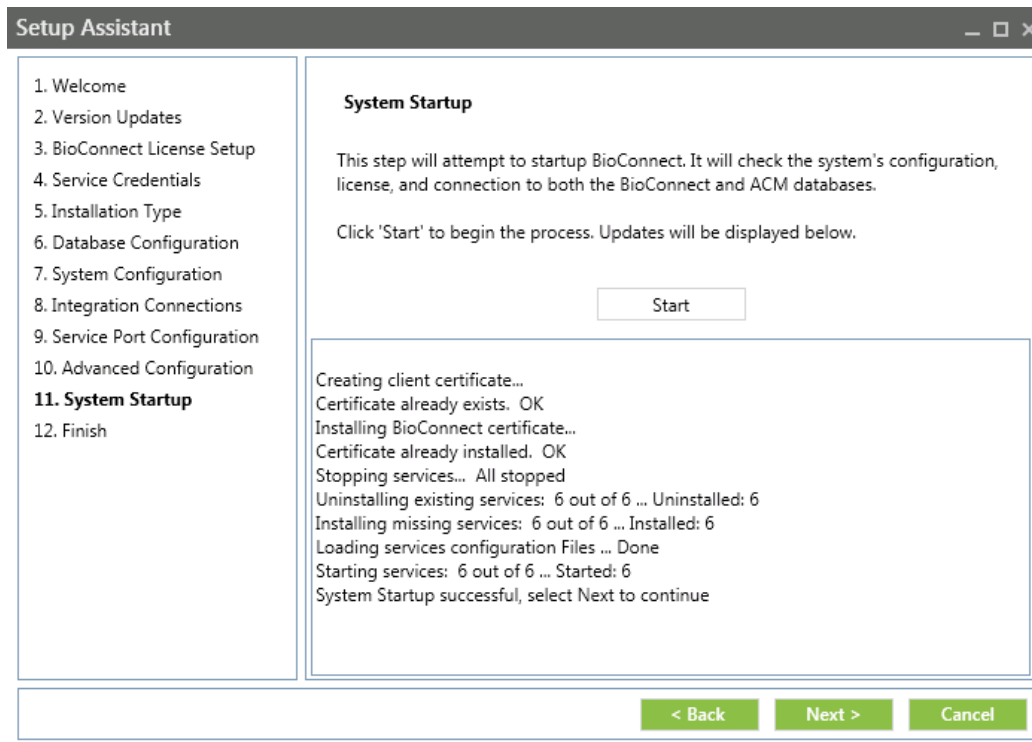 Setup Assistant
1. Welcome
2. Version Updates
3. BioConnect License Setup
4. Service Credentials
5. Installation Type
6. Database Configuration
7. System Configuration
8. Integration Connections
9. Service Port Configuration
10. Advanced Configuration
11. System Startup
12. Finish
System Startup
This step will attempt to startup BioConnect. It will check the system's configuration,
license, and connection to both the BioConnect and ACM databases.
Click 'Start' to begin the process. Updates will be displayed below.
Start
Creating client certificate...
Certificate already exists.  OK
Installing BioConnect certificate...
Certificate already installed.  OK
Stopping services...  All stopped
Uninstalling existing services:  6 out of 6 ... Uninstalled: 6
Installing missing services:  6 out of 6 ... Installed: 6
Loading services configuration Files ... Done
Starting services:  6 out of 6 ... Started: 6
System Startup successful, select Next to continue
< Back
Next >
Cancel